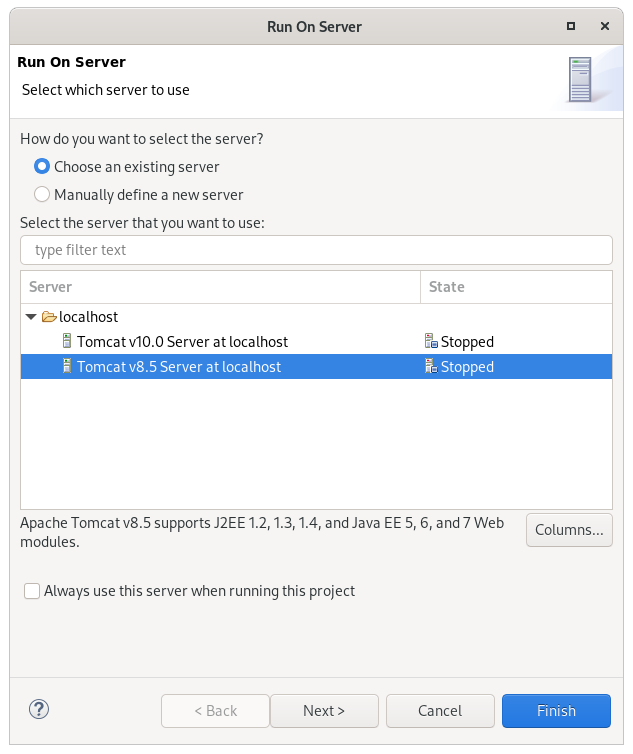 Run On Server
Run On Server
Select which server to use
How do you want to select the server?
Choose an existing server
Manually define a new server
Select the server that you want to use:
type filter text
Server State
localhost
Tomcat v10.0 Server at localhost Stopped
Tomcat v8.5 Server at localhost Stopped
Apache Tomcat v8.5 supports J2EE 1.2, 1.3, 1.4, and Java EE 5, 6, and 7 Web
modules.
Columns...
Always use this server when running this project
? < Back Next > Cancel Finish